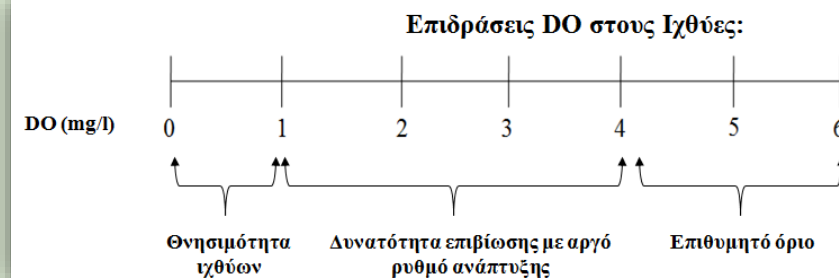 Επιδράσεις DO στους Ιχθύες:
DO (mg/l) 0 1 2 3 4 5 6
Θνησιμότητα ιχθύων
Δυνατότητα επιβίωσης με αργό ρυθμό ανάπτυξης
Επιθυμητό όριο